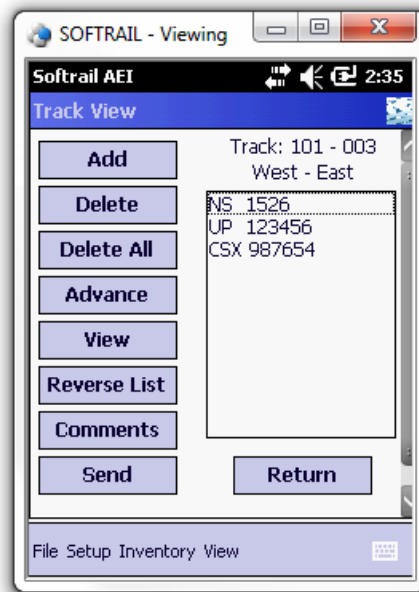 SOFTRAIL - Viewing
Softrail AEI 2:35
Track View
Track: 101 - 003
West - East
Add
Delete
Delete All
Advance
View
Reverse List
Comments
Send
NS 1526
UP 123456
CSX 987654
Return
File Setup Inventory View